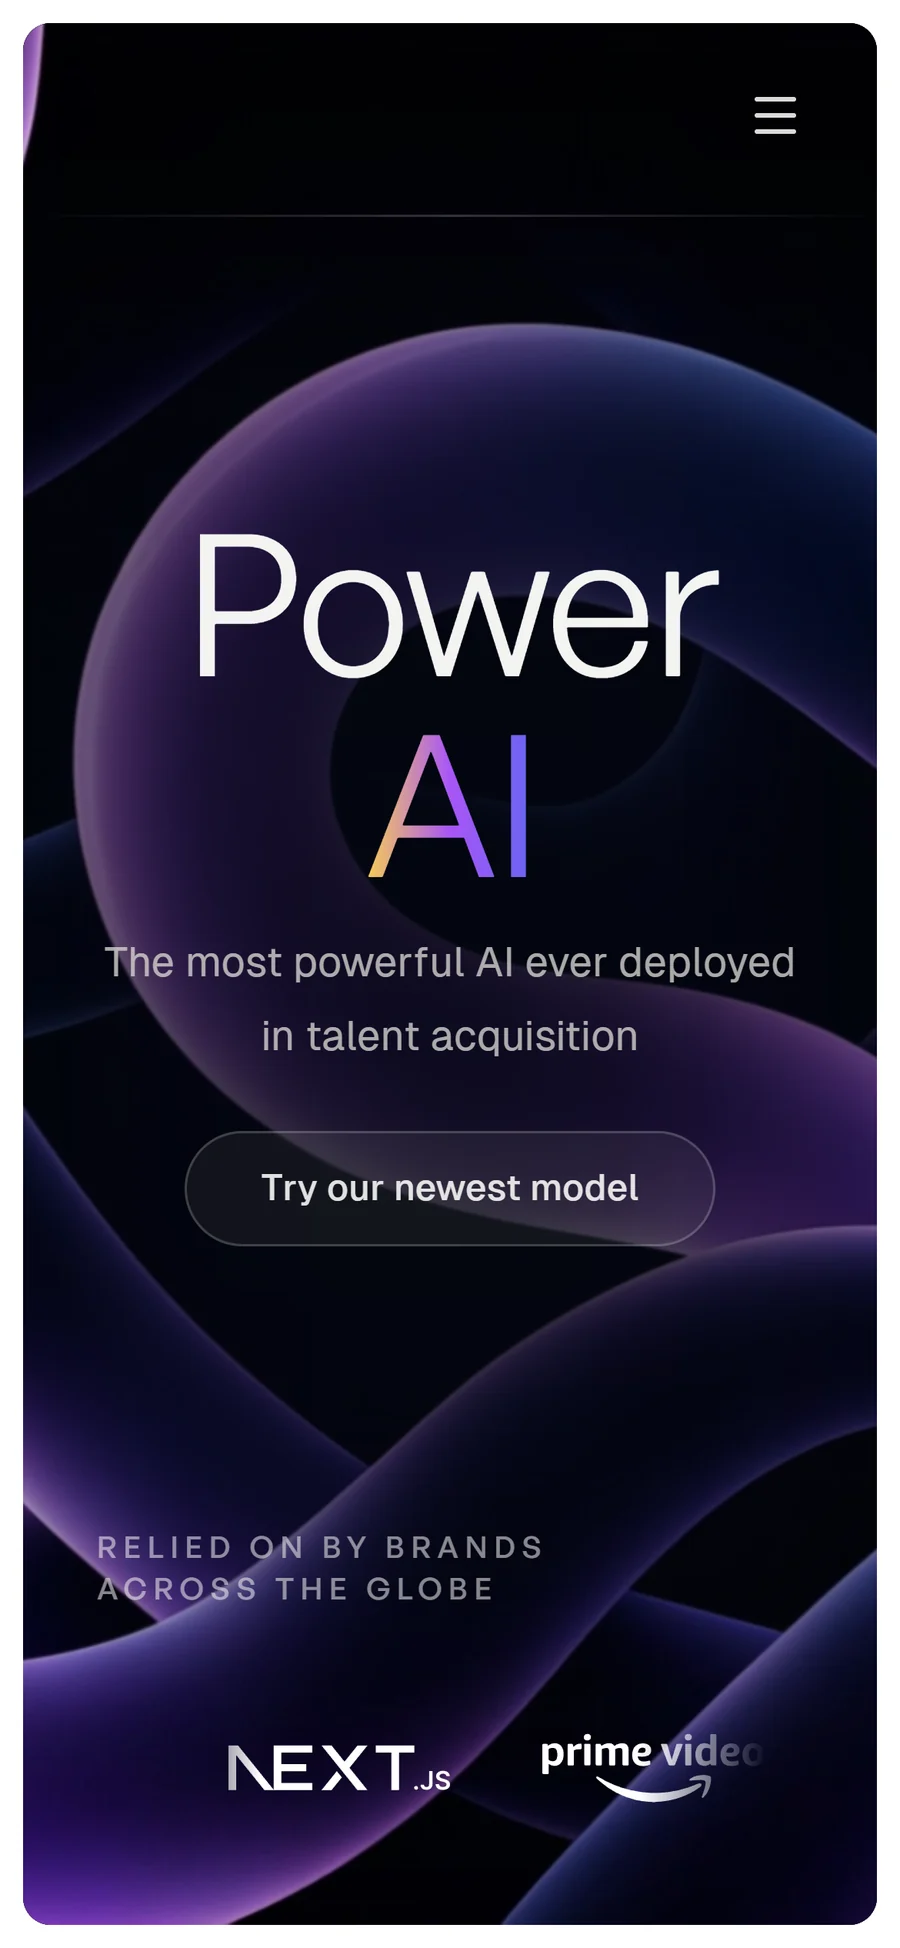 Power
AI
The most powerful AI ever deployed
in talent acquisition
Try our newest model
RELIED ON BY BRANDS
ACROSS THE GLOBE
NEXT.JS
prime video